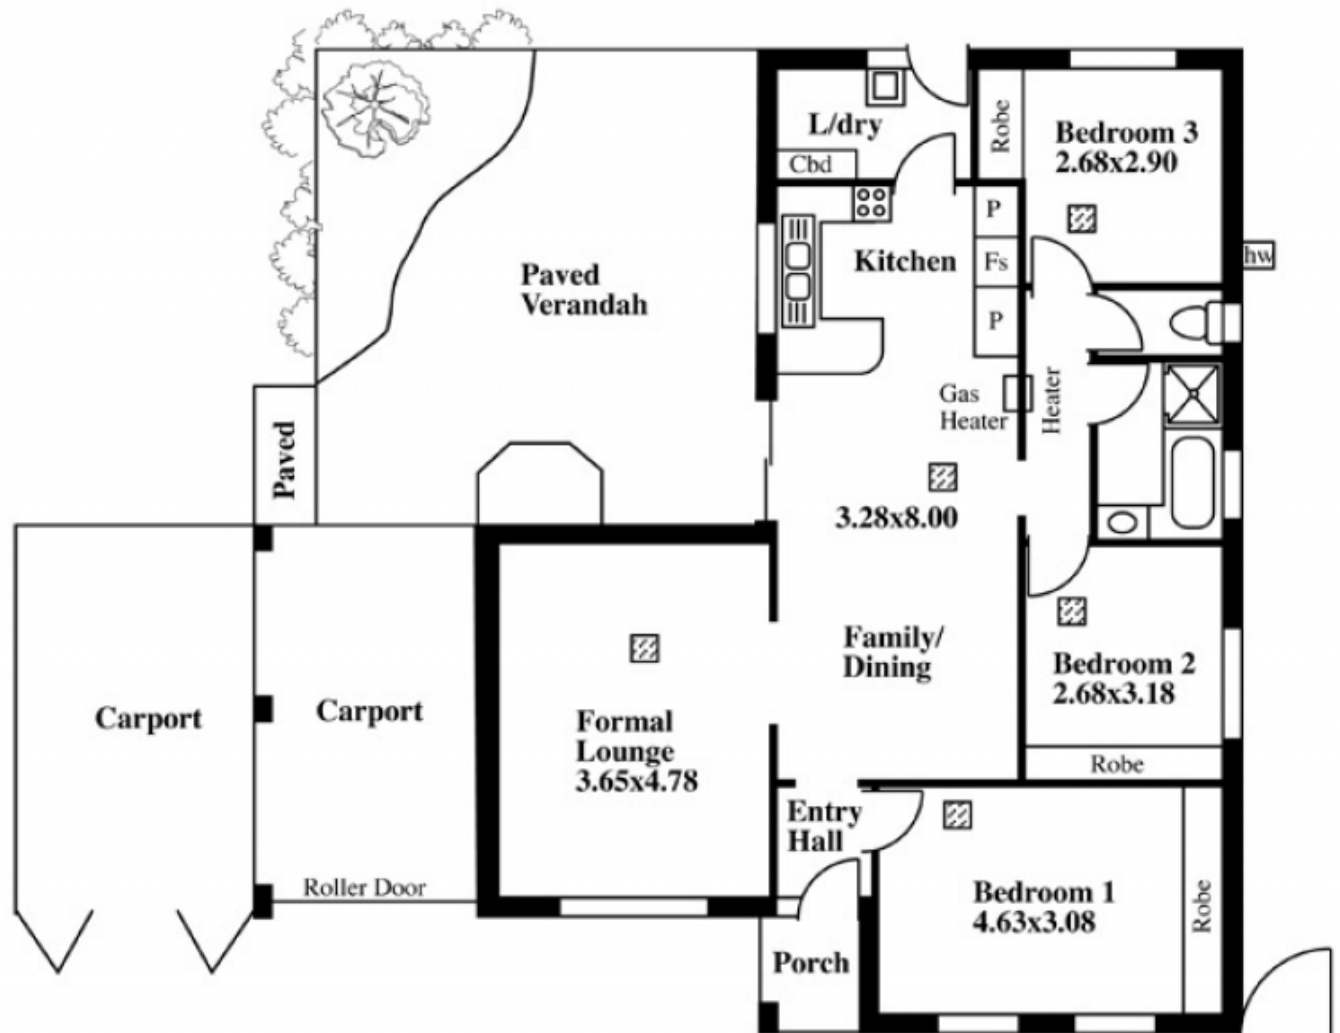 L/dry
Cbd
Robe
Bedroom 3
2.68x2.90
P
Fs
P
Kitchen
hw
Paved
Verandah
Gas
Heater
Heater
Paved
3.28x8.00
Family/
Dining
Bedroom 2
2.68x3.18
Robe
Carport
Carport
Formal
Lounge
3.65x4.78
Roller Door
Entry
Hall
Bedroom 1
4.63x3.08
Robe
Porch